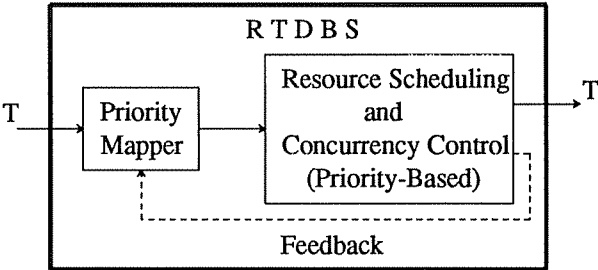 R T D B S
T
Priority
Mapper
Resource Scheduling
and
Concurrency Control
(Priority-Based)
T
Feedback